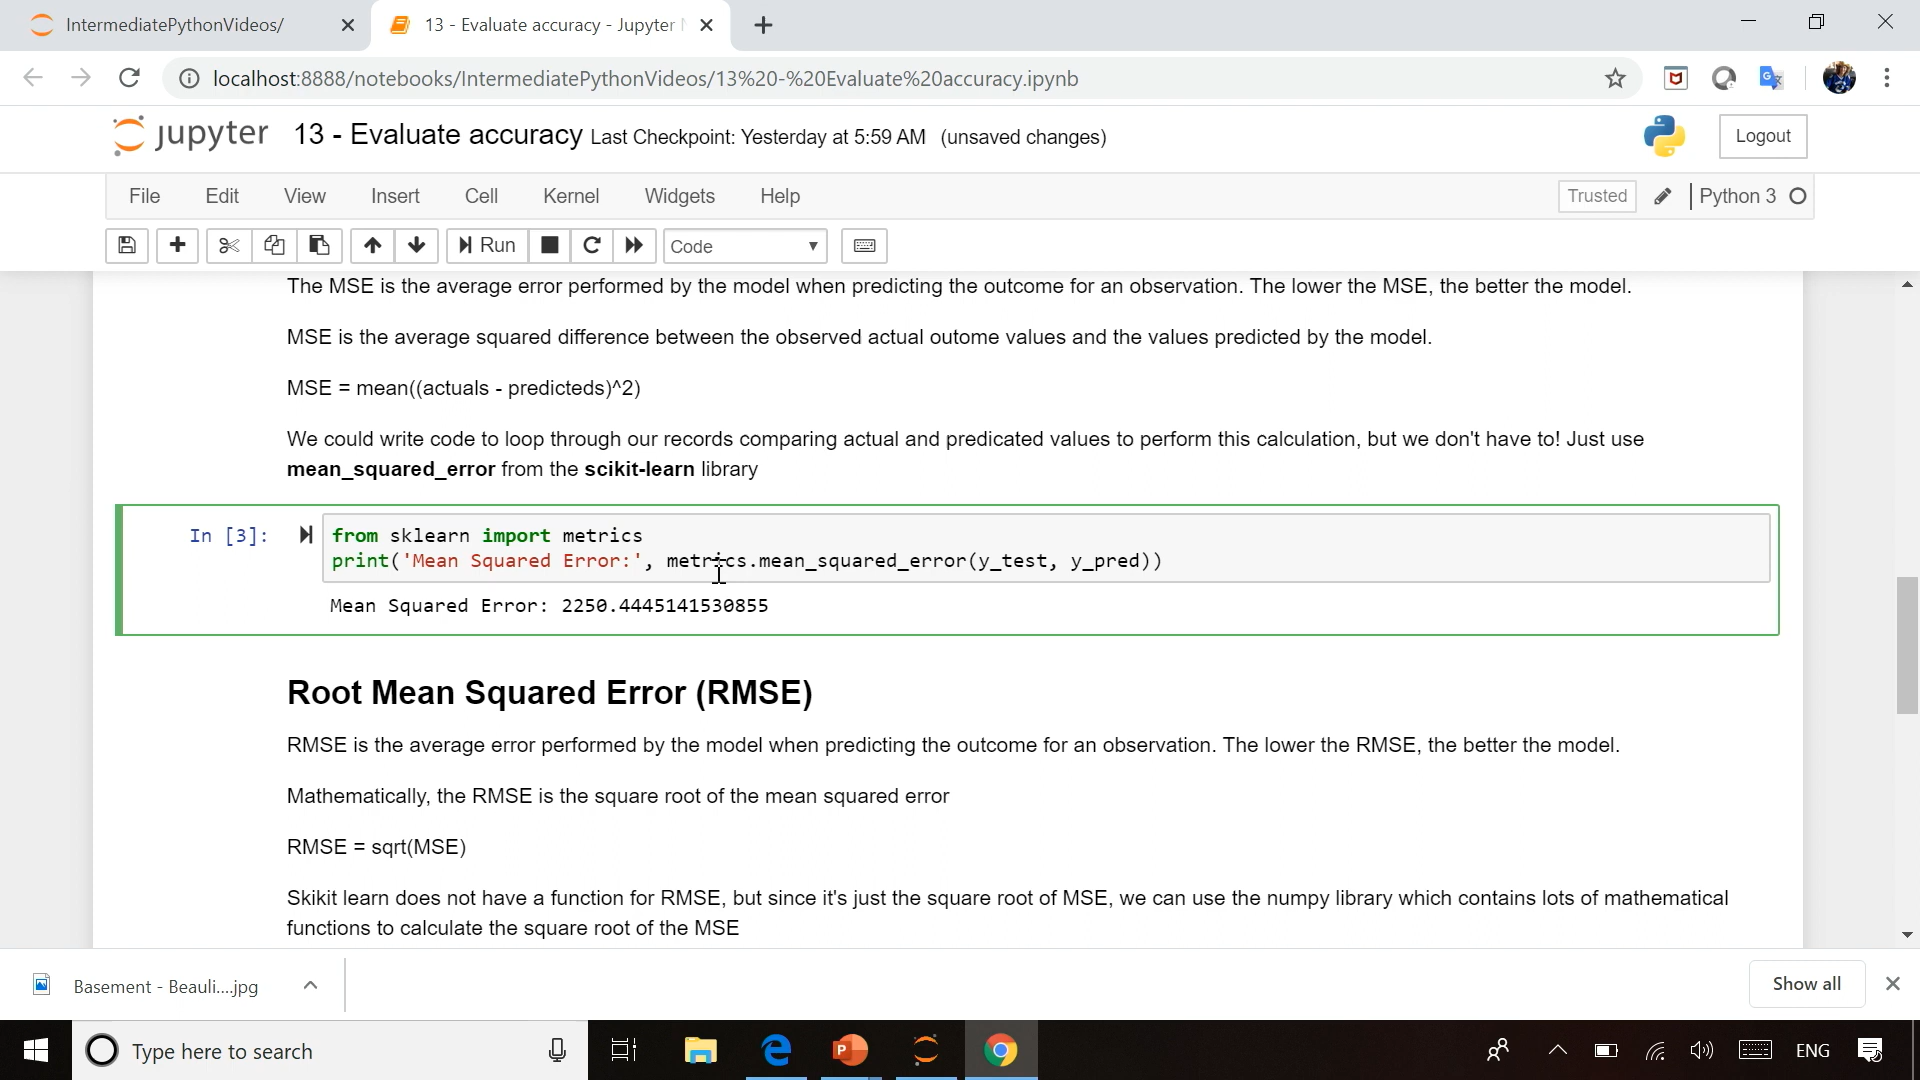 IntermediatePythonVideos/
13 - Evaluate accuracy - Jupyter
localhost:8888/notebooks/IntermediatePythonVideos/13%20-%20Evaluate%20accuracy.ipynb
jupyter 13 - Evaluate accuracy Last Checkpoint: Yesterday at 5:59 AM (unsaved changes)
Logout
File Edit View Insert Cell Kernel Widgets Help
Trusted Python 3
Run Code
The MSE is the average error performed by the model when predicting the outcome for an observation. The lower the MSE, the better the model.
MSE is the average squared difference between the observed actual outome values and the values predicted by the model.
MSE = mean((actuals - predicteds)^2)
We could write code to loop through our records comparing actual and predicated values to perform this calculation, but we don't have to! Just use
mean_squared_error from the scikit-learn library
In [3]: from sklearn import metrics
print('Mean Squared Error:', metrics.mean_squared_error(y_test, y_pred))
Mean Squared Error: 2250.4445141530855
Root Mean Squared Error (RMSE)
RMSE is the average error performed by the model when predicting the outcome for an observation. The lower the RMSE, the better the model.
Mathematically, the RMSE is the square root of the mean squared error
RMSE = sqrt(MSE)
Skikit learn does not have a function for RMSE, but since it's just the square root of MSE, we can use the numpy library which contains lots of mathematical
functions to calculate the square root of the MSE
Basement - Beauli....jpg
Show all
Type here to search
ENG